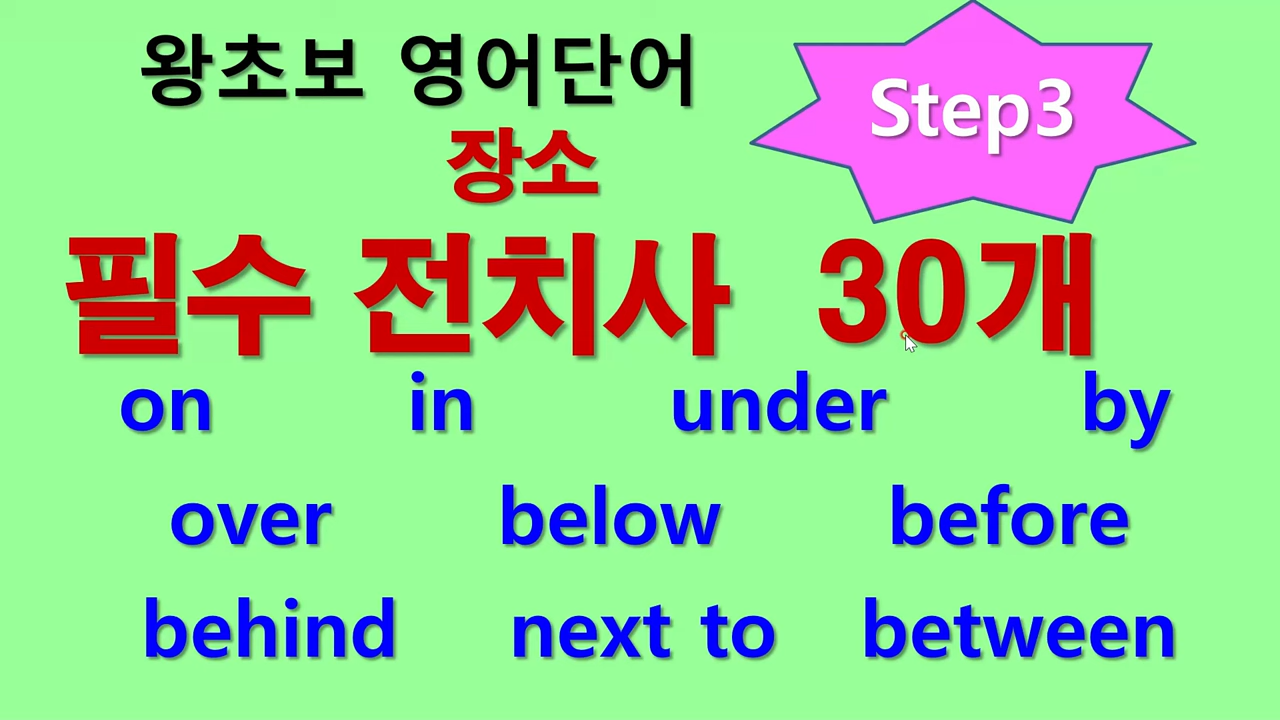 왕초보 영어단어
Step3
장소
필수 전치사 30개
on in under by
over below before
behind next to between